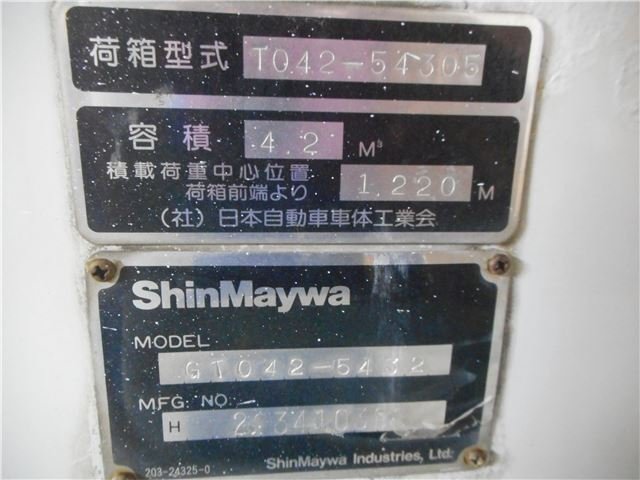 荷箱型式 T042-54305
容積 4.2 M³
積載荷重中心位置
荷箱前端より 1.220 M
(社)日本自動車車体工業会
ShinMaywa
MODEL
GT042-5432
MFG. NO.
H
203-24325-0 ShinMaywa Industries, Ltd.